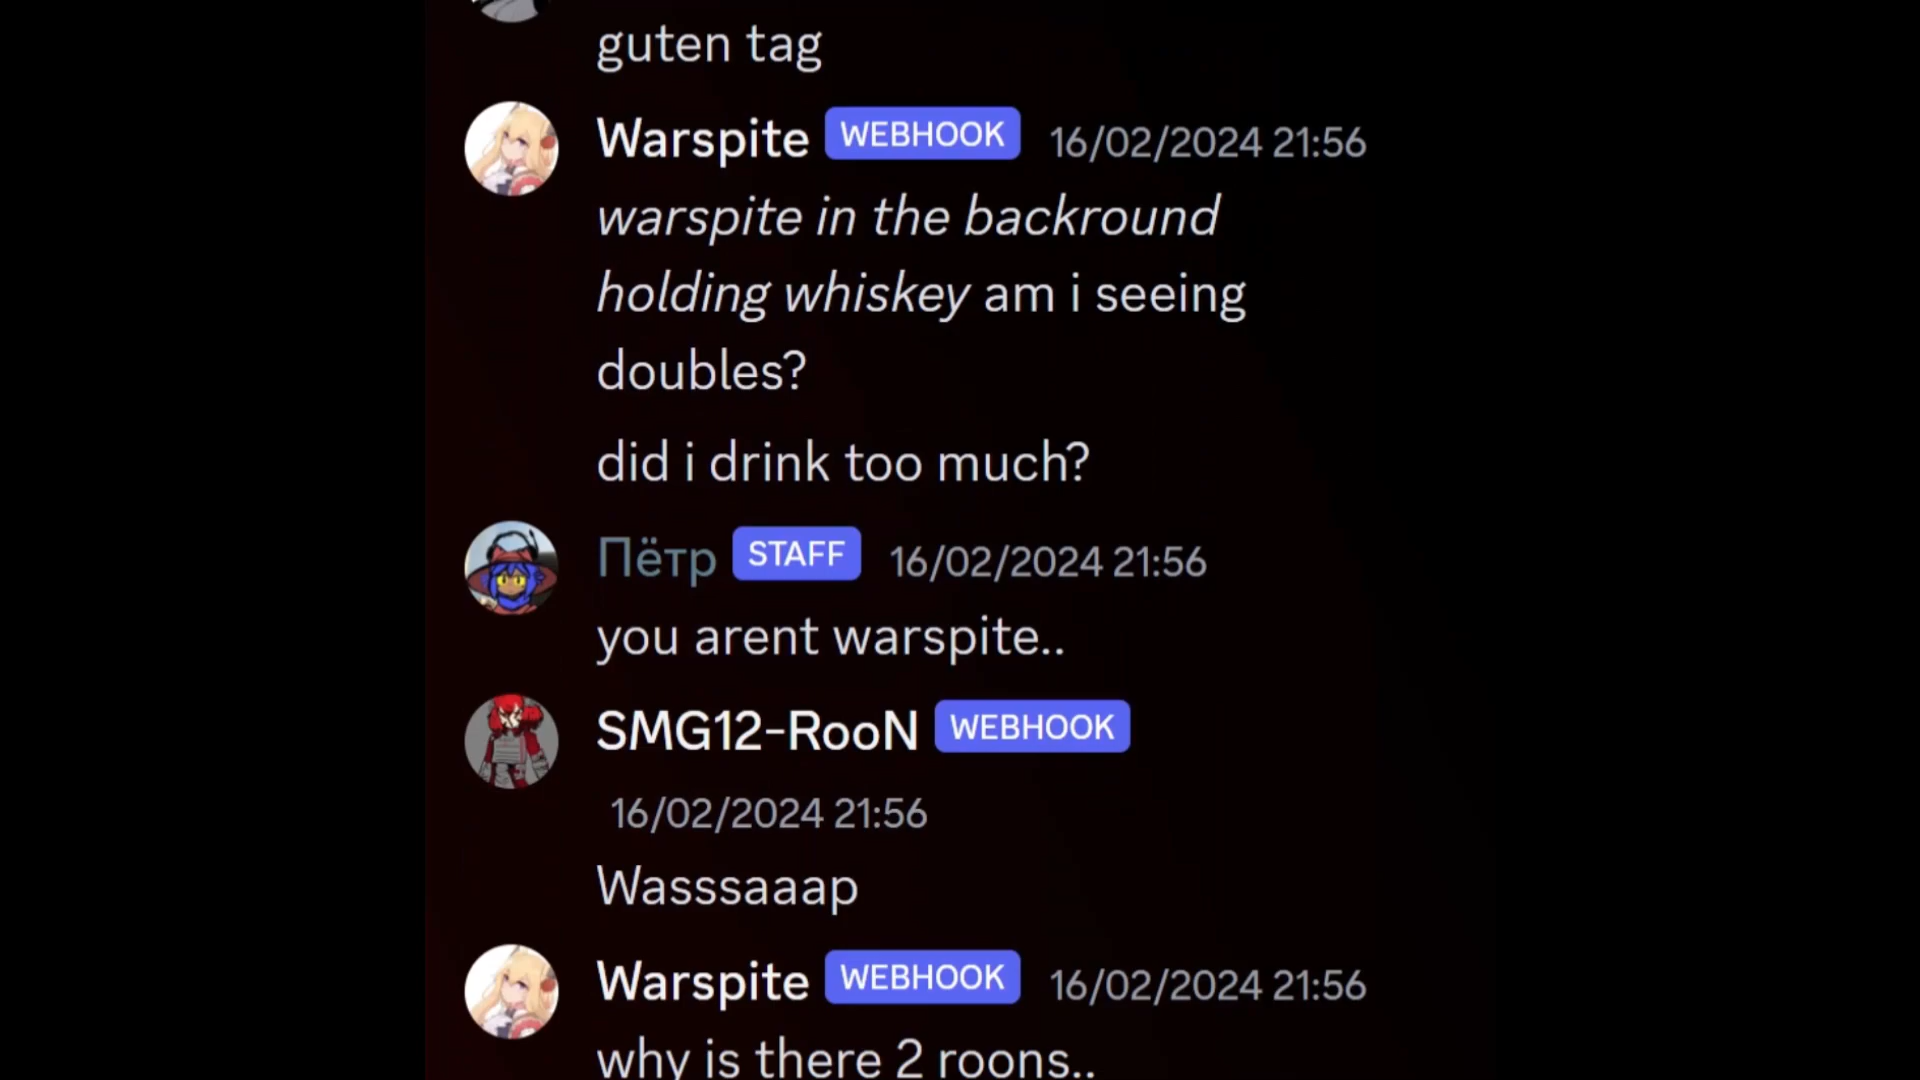 guten tag
Warspite WEBHOOK 16/02/2024 21:56
warspite in the backround
holding whiskey am i seeing
doubles?
did i drink too much?
Пётр STAFF 16/02/2024 21:56
you arent warspite..
SMG12-RooN WEBHOOK
16/02/2024 21:56
Wasssaaap
Warspite WEBHOOK 16/02/2024 21:56
why is there 2 roons..